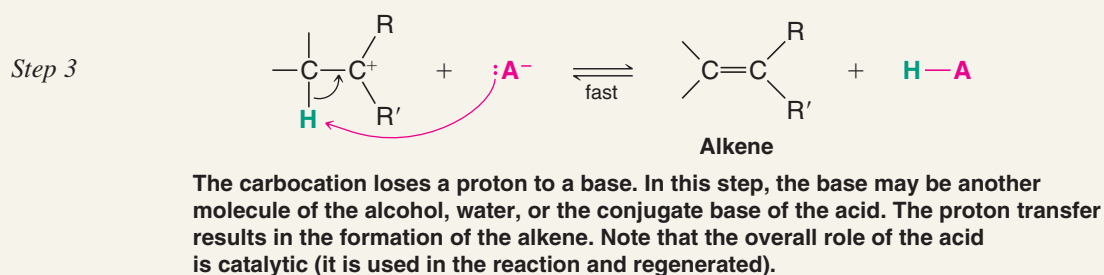 Step 3
R
—C—C⁺ + :A⁻ ⇌ C=C + H—A
fast
H R′ R′
R
Alkene
The carbocation loses a proton to a base. In this step, the base may be another
molecule of the alcohol, water, or the conjugate base of the acid. The proton transfer
results in the formation of the alkene. Note that the overall role of the acid
is catalytic (it is used in the reaction and regenerated).